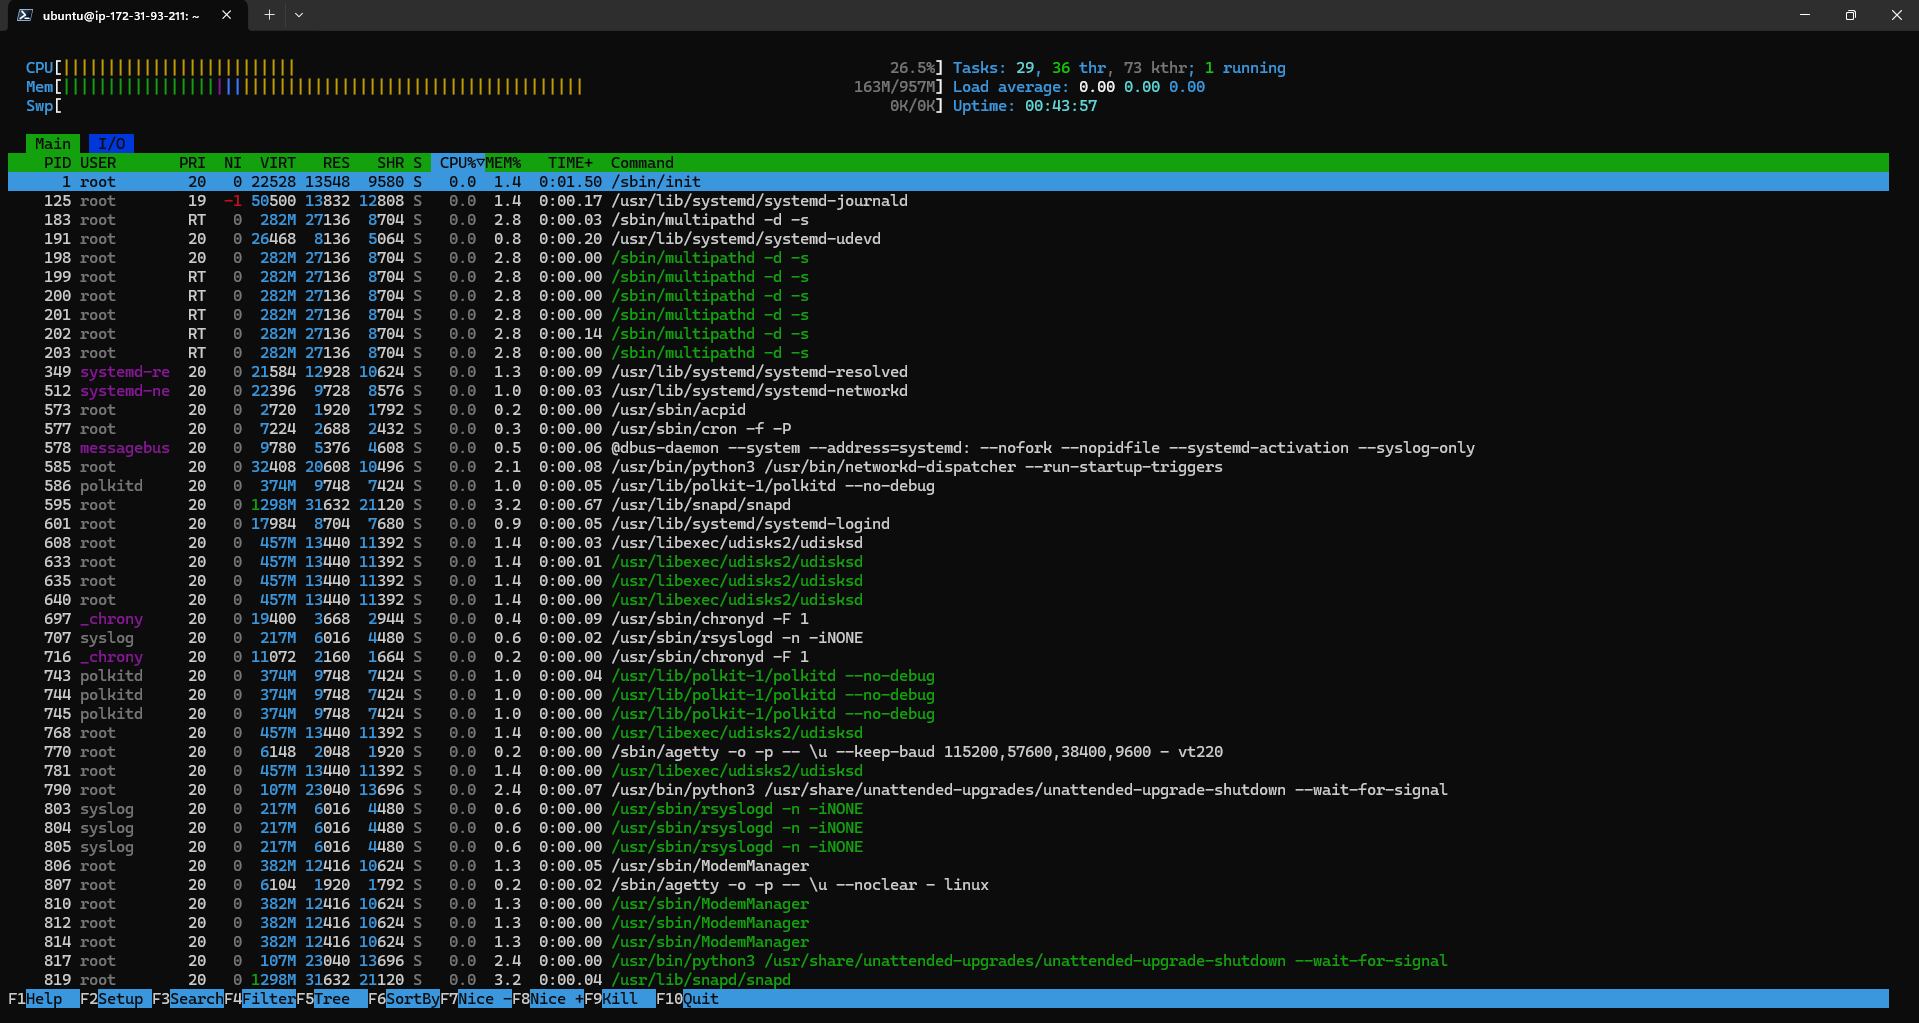 ubuntu@ip-172-31-93-211: ~
CPU[|||||||||||||||||||||||||| 26.5%] Tasks: 29, 36 thr, 73 kthr; 1 running
Mem[|||||||||||||||||||||||||||||||||||||||||||||||||||||||||| 163M/957M] Load average: 0.00 0.00 0.00
Swp[ 0K/0K] Uptime: 00:43:57
Main I/O
PID USER PRI NI VIRT RES SHR S CPU%▽MEM% TIME+ Command
1 root 20 0 22528 13548 9580 S 0.0 1.4 0:01.50 /sbin/init
125 root 19 -1 50500 13832 12808 S 0.0 1.4 0:00.17 /usr/lib/systemd/systemd-journald
183 root RT 0 282M 27136 8704 S 0.0 2.8 0:00.03 /sbin/multipathd -d -s
191 root 20 0 26468 8136 5064 S 0.0 0.8 0:00.20 /usr/lib/systemd/systemd-udevd
198 root 20 0 282M 27136 8704 S 0.0 2.8 0:00.00 /sbin/multipathd -d -s
199 root RT 0 282M 27136 8704 S 0.0 2.8 0:00.00 /sbin/multipathd -d -s
200 root RT 0 282M 27136 8704 S 0.0 2.8 0:00.00 /sbin/multipathd -d -s
201 root RT 0 282M 27136 8704 S 0.0 2.8 0:00.00 /sbin/multipathd -d -s
202 root RT 0 282M 27136 8704 S 0.0 2.8 0:00.14 /sbin/multipathd -d -s
203 root RT 0 282M 27136 8704 S 0.0 2.8 0:00.00 /sbin/multipathd -d -s
349 systemd-re 20 0 21584 12928 10624 S 0.0 1.3 0:00.09 /usr/lib/systemd/systemd-resolved
512 systemd-ne 20 0 22396 9728 8576 S 0.0 1.0 0:00.03 /usr/lib/systemd/systemd-networkd
573 root 20 0 2720 1920 1792 S 0.0 0.2 0:00.00 /usr/sbin/acpid
577 root 20 0 7224 2688 2432 S 0.0 0.3 0:00.00 /usr/sbin/cron -f -P
578 messagebus 20 0 9780 5376 4608 S 0.0 0.5 0:00.06 @dbus-daemon --system --address=systemd: --nofork --nopidfile --systemd-activation --syslog-only
585 root 20 0 32408 20608 10496 S 0.0 2.1 0:00.08 /usr/bin/python3 /usr/bin/networkd-dispatcher --run-startup-triggers
586 polkitd 20 0 374M 9748 7424 S 0.0 1.0 0:00.05 /usr/lib/polkit-1/polkitd --no-debug
595 root 20 0 1298M 31632 21120 S 0.0 3.2 0:00.67 /usr/lib/snapd/snapd
601 root 20 0 17984 8704 7680 S 0.0 0.9 0:00.05 /usr/lib/systemd/systemd-logind
608 root 20 0 457M 13440 11392 S 0.0 1.4 0:00.03 /usr/libexec/udisks2/udisksd
633 root 20 0 457M 13440 11392 S 0.0 1.4 0:00.01 /usr/libexec/udisks2/udisksd
635 root 20 0 457M 13440 11392 S 0.0 1.4 0:00.00 /usr/libexec/udisks2/udisksd
640 root 20 0 457M 13440 11392 S 0.0 1.4 0:00.00 /usr/libexec/udisks2/udisksd
697 _chrony 20 0 19400 3668 2944 S 0.0 0.4 0:00.09 /usr/sbin/chronyd -F 1
707 syslog 20 0 217M 6016 4480 S 0.0 0.6 0:00.02 /usr/sbin/rsyslogd -n -iNONE
716 _chrony 20 0 11072 2160 1664 S 0.0 0.2 0:00.00 /usr/sbin/chronyd -F 1
743 polkitd 20 0 374M 9748 7424 S 0.0 1.0 0:00.04 /usr/lib/polkit-1/polkitd --no-debug
744 polkitd 20 0 374M 9748 7424 S 0.0 1.0 0:00.00 /usr/lib/polkit-1/polkitd --no-debug
745 polkitd 20 0 374M 9748 7424 S 0.0 1.0 0:00.00 /usr/lib/polkit-1/polkitd --no-debug
768 root 20 0 457M 13440 11392 S 0.0 1.4 0:00.00 /usr/libexec/udisks2/udisksd
770 root 20 0 6148 2048 1920 S 0.0 0.2 0:00.00 /sbin/agetty -o -p -- \u --keep-baud 115200,57600,38400,9600 - vt220
781 root 20 0 457M 13440 11392 S 0.0 1.4 0:00.00 /usr/libexec/udisks2/udisksd
790 root 20 0 107M 23040 13696 S 0.0 2.4 0:00.07 /usr/bin/python3 /usr/share/unattended-upgrades/unattended-upgrade-shutdown --wait-for-signal
803 syslog 20 0 217M 6016 4480 S 0.0 0.6 0:00.00 /usr/sbin/rsyslogd -n -iNONE
804 syslog 20 0 217M 6016 4480 S 0.0 0.6 0:00.00 /usr/sbin/rsyslogd -n -iNONE
805 syslog 20 0 217M 6016 4480 S 0.0 0.6 0:00.00 /usr/sbin/rsyslogd -n -iNONE
806 root 20 0 382M 12416 10624 S 0.0 1.3 0:00.05 /usr/sbin/ModemManager
807 root 20 0 6104 1920 1792 S 0.0 0.2 0:00.02 /sbin/agetty -o -p -- \u --noclear - linux
810 root 20 0 382M 12416 10624 S 0.0 1.3 0:00.00 /usr/sbin/ModemManager
812 root 20 0 382M 12416 10624 S 0.0 1.3 0:00.00 /usr/sbin/ModemManager
814 root 20 0 382M 12416 10624 S 0.0 1.3 0:00.00 /usr/sbin/ModemManager
817 root 20 0 107M 23040 13696 S 0.0 2.4 0:00.00 /usr/bin/python3 /usr/share/unattended-upgrades/unattended-upgrade-shutdown --wait-for-signal
819 root 20 0 1298M 31632 21120 S 0.0 3.2 0:00.04 /usr/lib/snapd/snapd
F1Help F2Setup F3SearchF4FilterF5Tree F6SortByF7Nice -F8Nice +F9Kill F10Quit